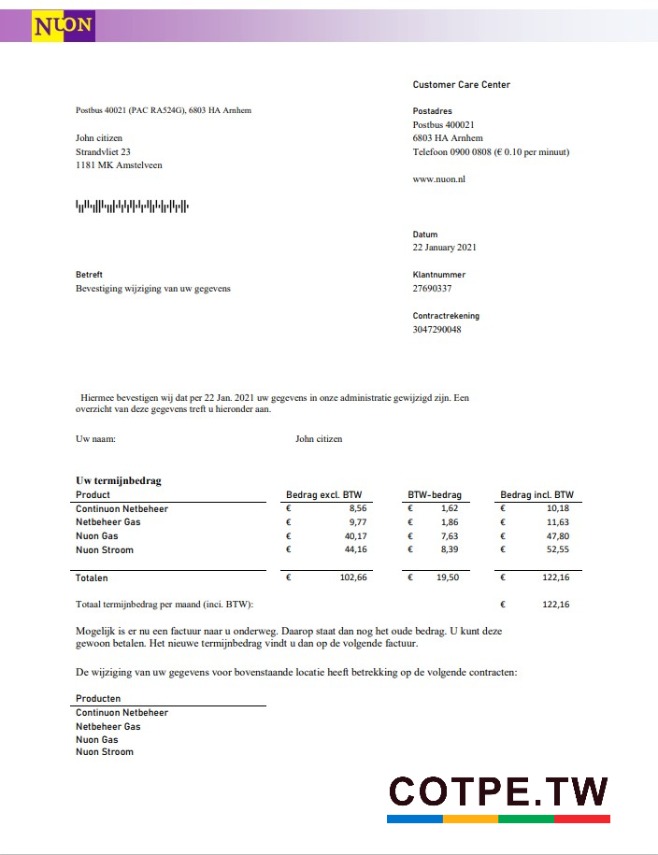 NUON
Customer Care Center
Postbus 40021 (PAC RA524G), 6803 HA Arnhem
Postadres
Postbus 400021
6803 HA Arnhem
Telefoon 0900 0808 (€ 0.10 per minuut)
www.nuon.nl
John citizen
Strandvliet 23
1181 MK Amstelveen
Datum
22 January 2021
Betreft
Bevestiging wijziging van uw gegevens
Klantnummer
27690337
Contractrekening
3047290048
Hiermee bevestigen wij dat per 22 Jan. 2021 uw gegevens in onze administratie gewijzigd zijn. Een
overzicht van deze gegevens treft u hieronder aan.
Uw naam: John citizen
Uw termijnbedrag
Product Bedrag excl. BTW BTW-bedrag Bedrag incl. BTW
Continuon Netbeheer € 8,56 € 1,62 € 10,18
Netbeheer Gas € 9,77 € 1,86 € 11,63
Nuon Gas € 40,17 € 7,63 € 47,80
Nuon Stroom € 44,16 € 8,39 € 52,55
Totalen € 102,66 € 19,50 € 122,16
Totaal termijnbedrag per maand (inci. BTW): € 122,16
Mogelijk is er nu een factuur naar u onderweg. Daarop staat dan nog het oude bedrag. U kunt deze
gewoon betalen. Het nieuwe termijnbedrag vindt u dan op de volgende factuur.
De wijziging van uw gegevens voor bovenstaande locatie heeft betrekking op de volgende contracten:
Producten
Continuon Netbeheer
Netbeheer Gas
Nuon Gas
Nuon Stroom
COTPE.TW